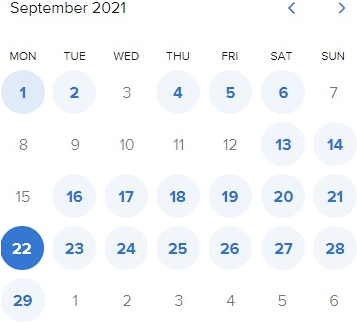 September 2021
MON TUE WED THU FRI SAT SUN
1 2 3 4 5 6 7
8 9 10 11 12 13 14
15 16 17 18 19 20 21
22 23 24 25 26 27 28
29 1 2 3 4 5 6